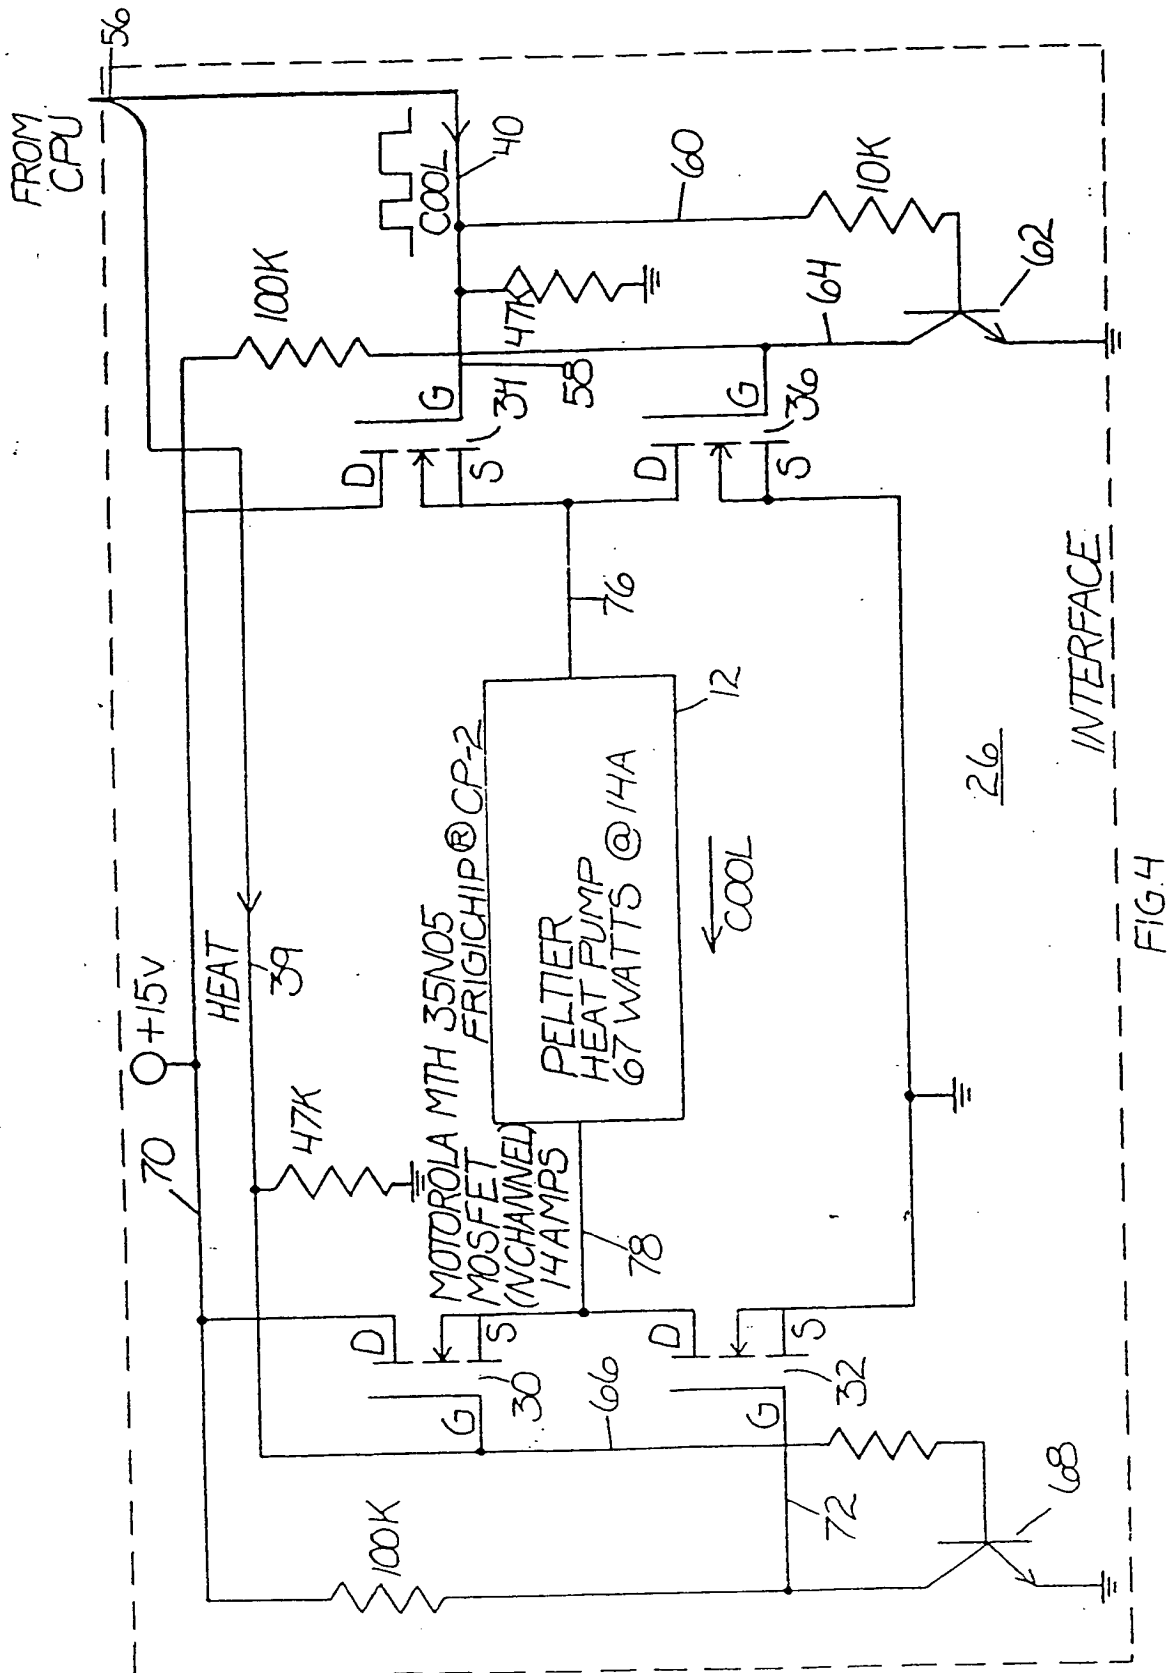 FROM
CPU
56
+15V
70
HEAT
39
100K
COOL
40
47K
47K
60
10K
58
64
62
D
G
S
34
D
G
S
36
MOTOROLA MTH 35N05
FRIGICHIP® CP-2
MOSFET
(N CHANNEL)
14 AMPS
PELTIER
HEAT PUMP
67 WATTS @ 14A
12
76
78
COOL
D
G
S
30
D
G
S
32
66
72
100K
68
26
INTERFACE
FIG. 4